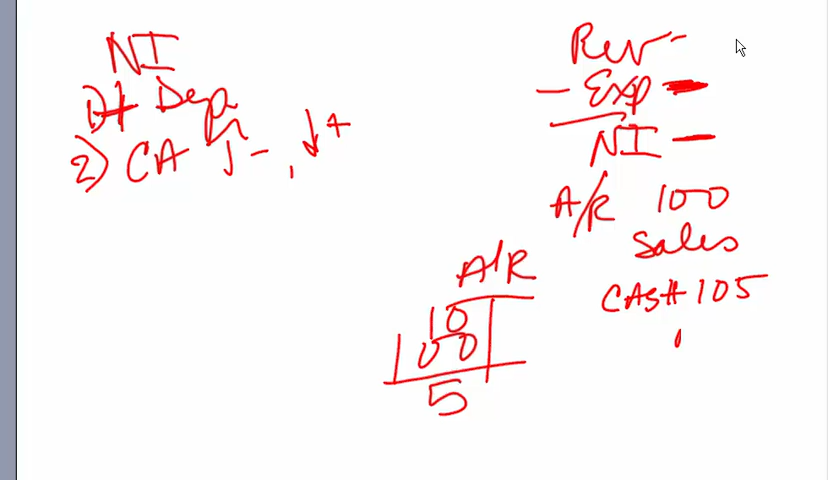 NI
1) + Dep
2) CA ↑ -, ↓ +
Rev -
- Exp -
NI -
A/R 100
Sales
CASH 105
A/R
10
100
5